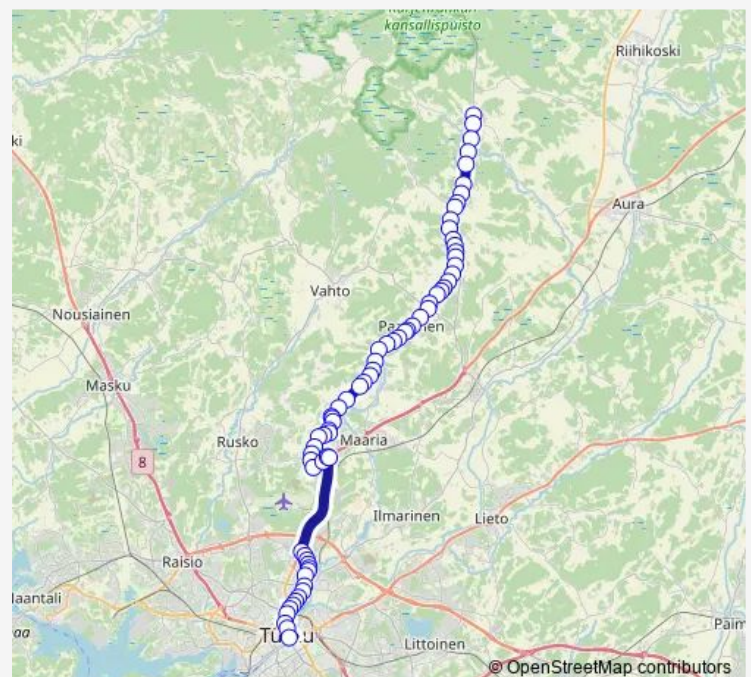 kansallispuisto
Riihikoski
Aura
Vahto
Nousiainen
Masku
Rusko
Maaria
8
Ilmarinen
Lieto
Raisio
Littoinen
© OpenStreetMap contributors